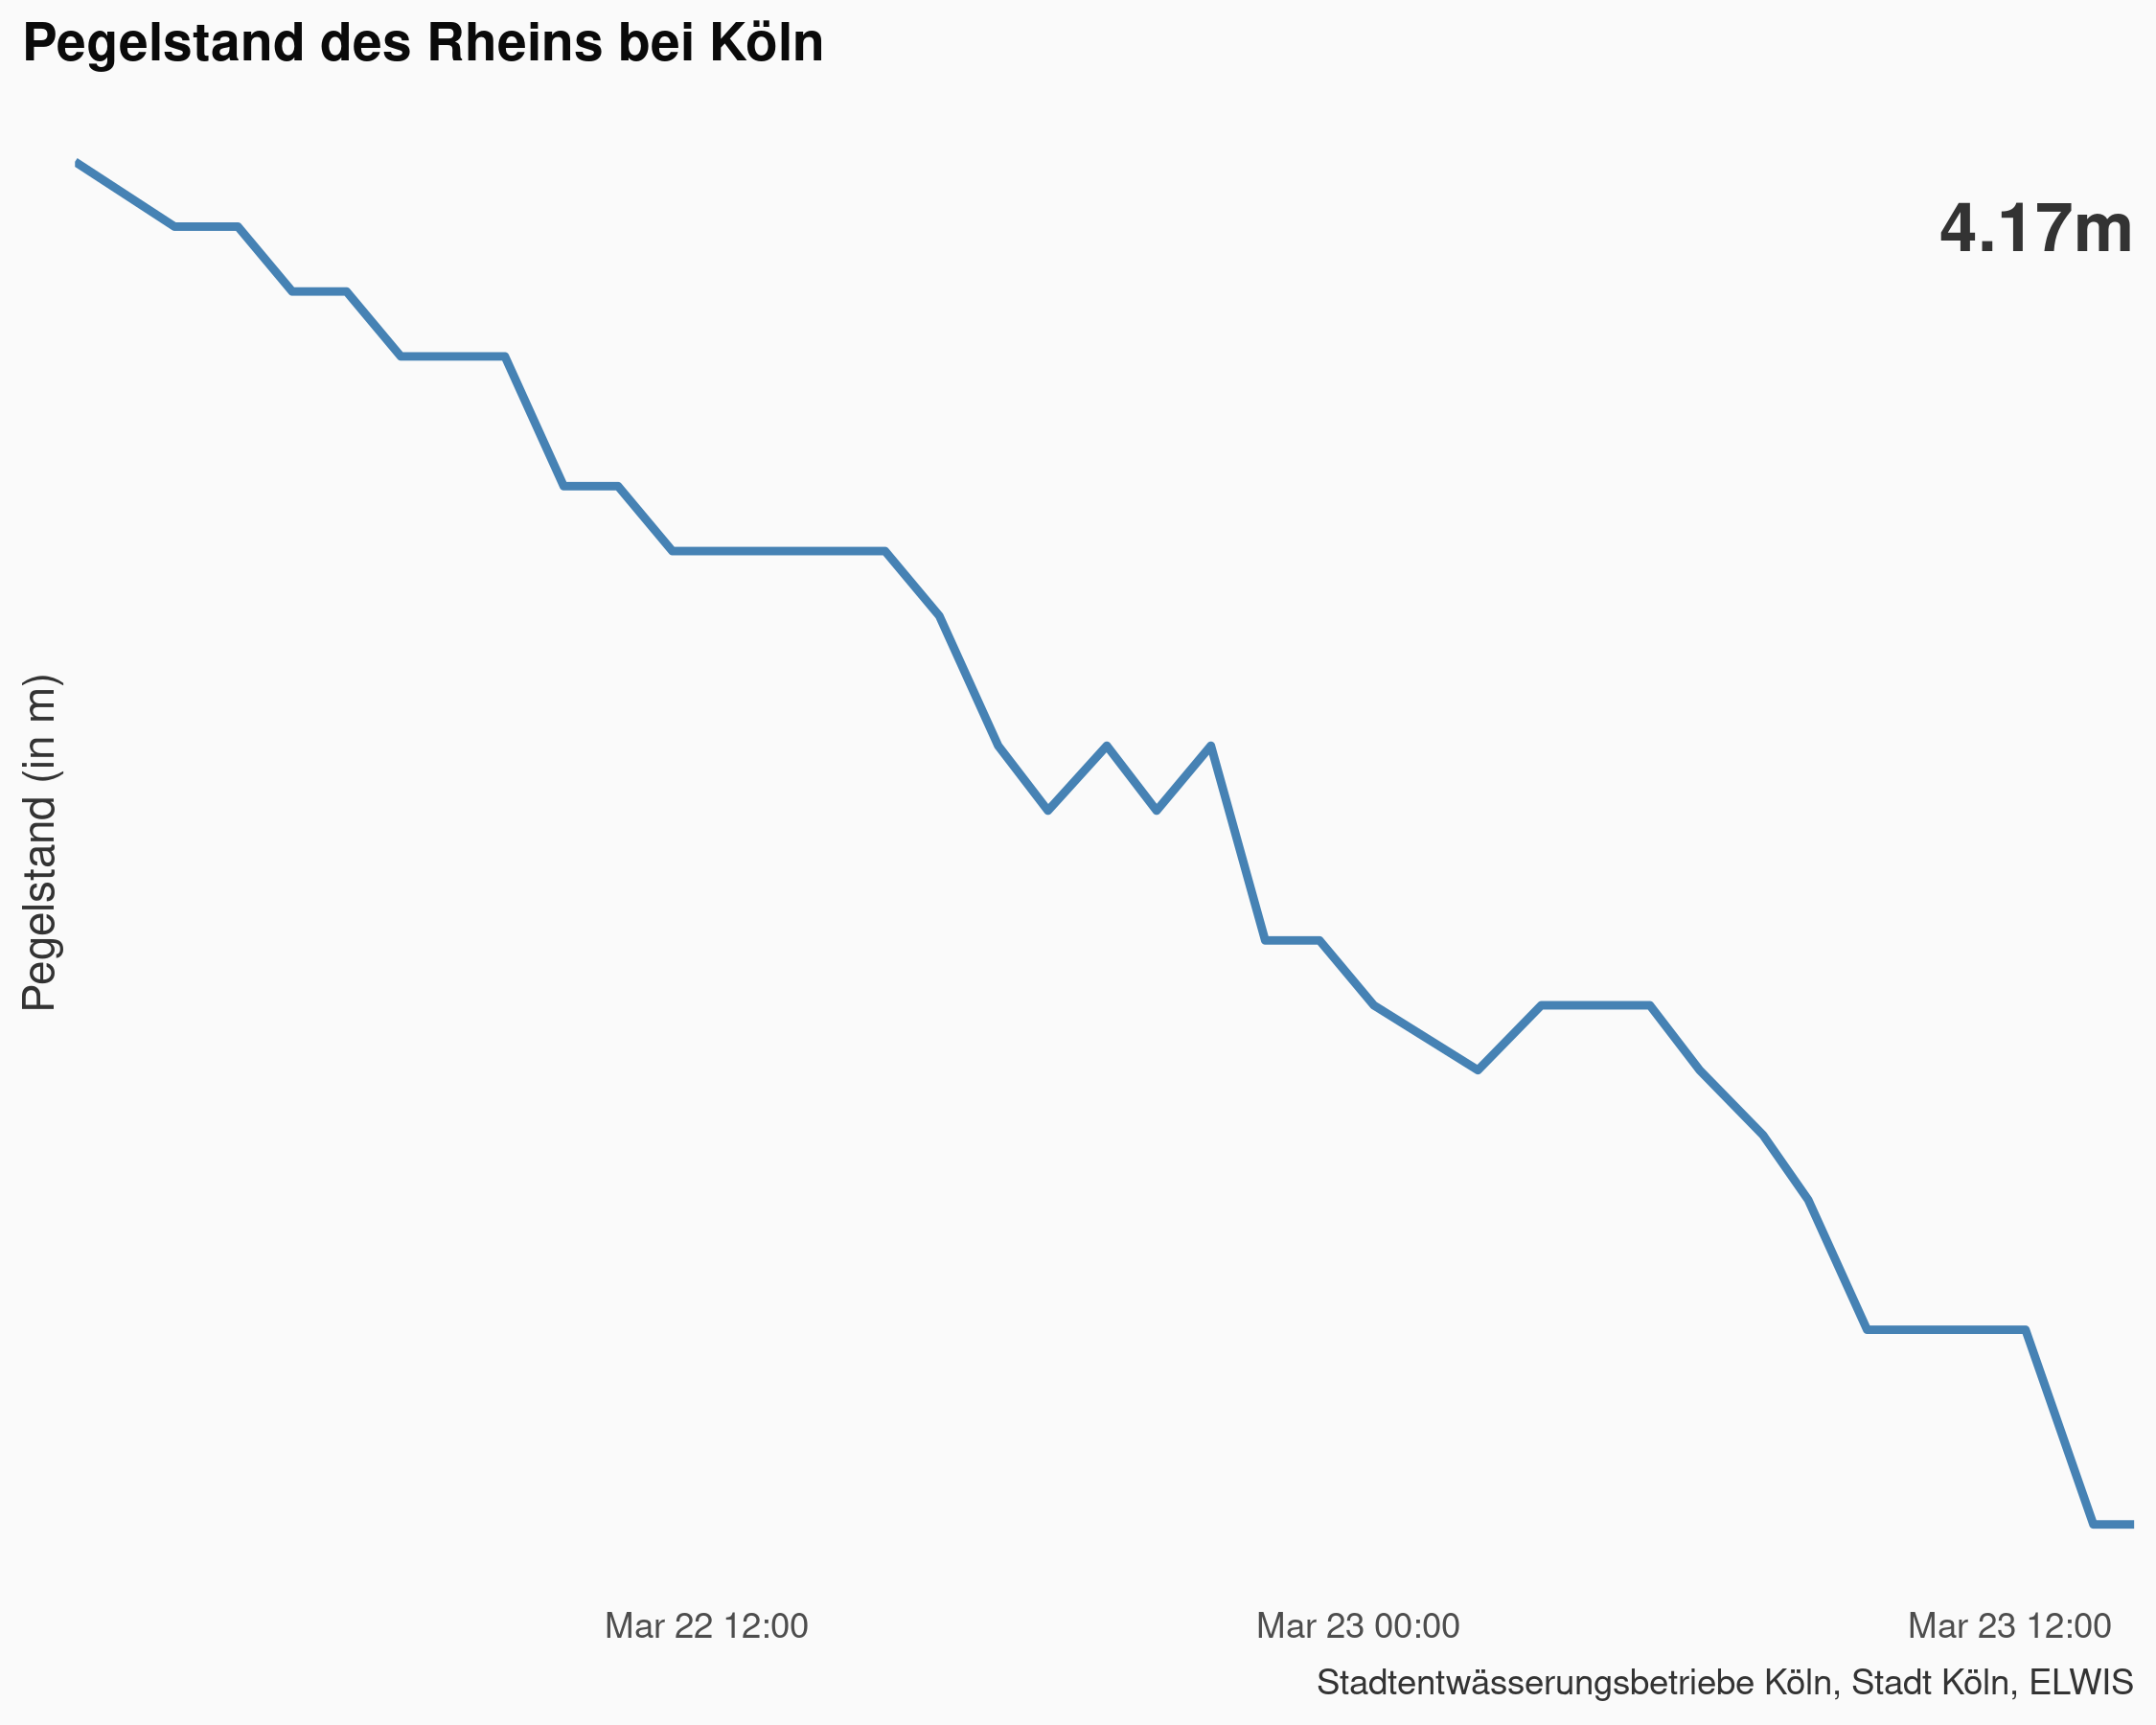 Pegelstand des Rheins bei Köln
4.17m
Pegelstand (in m)
Mar 22 12:00
Mar 23 00:00
Mar 23 12:00
Stadtentwässerungsbetriebe Köln, Stadt Köln, ELWIS